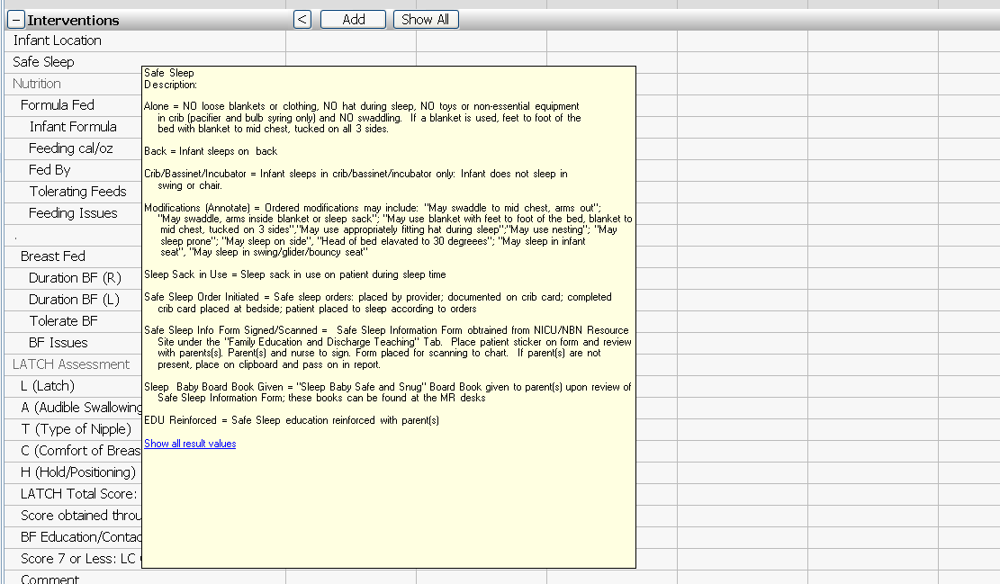 − Interventions < Add Show All
Infant Location
Safe Sleep
Nutrition
Formula Fed
Infant Formula
Feeding cal/oz
Fed By
Tolerating Feeds
Feeding Issues
.
Breast Fed
Duration BF (R)
Duration BF (L)
Tolerate BF
BF Issues
LATCH Assessment
L (Latch)
A (Audible Swallowing
T (Type of Nipple)
C (Comfort of Breas
H (Hold/Positioning)
LATCH Total Score:
Score obtained throu
BF Education/Contac
Score 7 or Less: LC
Comment
Safe Sleep
Description:
Alone = NO loose blankets or clothing, NO hat during sleep, NO toys or non-essential equipment
in crib (pacifier and bulb syring only) and NO swaddling. If a blanket is used, feet to foot of the
bed with blanket to mid chest, tucked on all 3 sides.
Back = Infant sleeps on back
Crib/Bassinet/Incubator = Infant sleeps in crib/bassinet/incubator only: Infant does not sleep in
swing or chair.
Modifications (Annotate) = Ordered modifications may include: "May swaddle to mid chest, arms out";
"May swaddle, arms inside blanket or sleep sack"; "May use blanket with feet to foot of the bed, blanket to
mid chest, tucked on 3 sides","May use appropriately fitting hat during sleep";"May use nesting"; "May
sleep prone"; "May sleep on side", "Head of bed elavated to 30 degreees"; "May sleep in infant
seat", "May sleep in swing/glider/bouncy seat"
Sleep Sack in Use = Sleep sack in use on patient during sleep time
Safe Sleep Order Initiated = Safe sleep orders: placed by provider; documented on crib card; completed
crib card placed at bedside; patient placed to sleep according to orders
Safe Sleep Info Form Signed/Scanned = Safe Sleep Information Form obtrained from NICU/NBN Resource
Site under the "Family Education and Discharge Teaching" Tab. Place patient sticker on form and review
with parents(s). Parent(s) and nurse to sign. Form placed for scanning to chart. If parent(s) are not
present, place on clipboard and pass on in report.
Sleep Baby Board Book Given = "Sleep Baby Safe and Snug" Board Book given to parent(s) upon review of
Safe Sleep Information Form; these books can be found at the MR desks
EDU Reinforced = Safe Sleep education reinforced with parent(s)
Show all result values